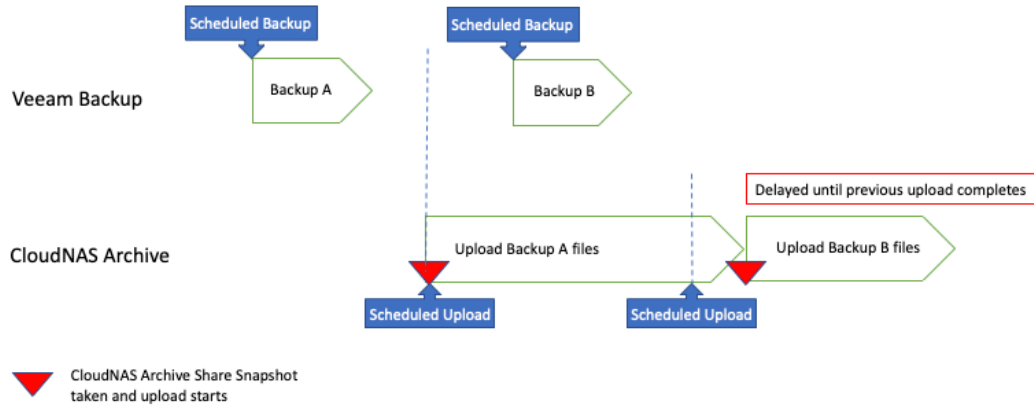 Scheduled Backup
Scheduled Backup
Backup A
Backup B
Veeam Backup
Delayed until previous upload completes
Upload Backup A files
Upload Backup B files
CloudNAS Archive
Scheduled Upload
Scheduled Upload
CloudNAS Archive Share Snapshot
taken and upload starts